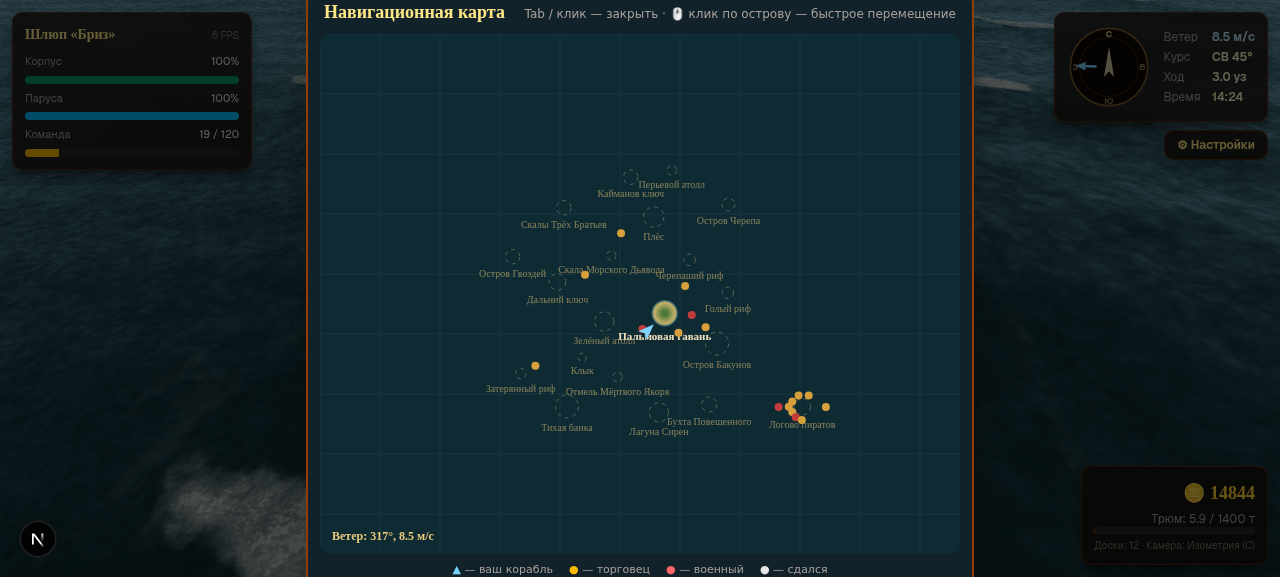 Навигационная карта
Tab / клик — закрыть · 🖱️ клик по острову — быстрое перемещение
Шлюп «Бриз»
6 FPS
Корпус 100%
Паруса 100%
Команда 19 / 120
С
З В
Ю
Ветер 8.5 м/с
Курс СВ 45°
Ход 3.0 уз
Время 14:24
⚙ Настройки
Перьевой атолл
Кайманов ключ
Остров Черепа
Скалы Трёх Братьев
Плёс
Скала Морского Дьявола
Остров Гвоздей
Черепаший риф
Дальний ключ
Голый риф
Пальмовая гавань
Зелёный атолл
Остров Бакунов
Клык
Затерянный риф
Отмель Мёртвого Якоря
Бухта Повешенного
Логово пиратов
Тихая банка
Лагуна Сирен
Ветер: 317°, 8.5 м/с
▲ — ваш корабль ● — торговец ● — военный ● — сдался
N
14844
Трюм: 5.9 / 1400 т
Доски: 12 · Камера: Изометрия (C)